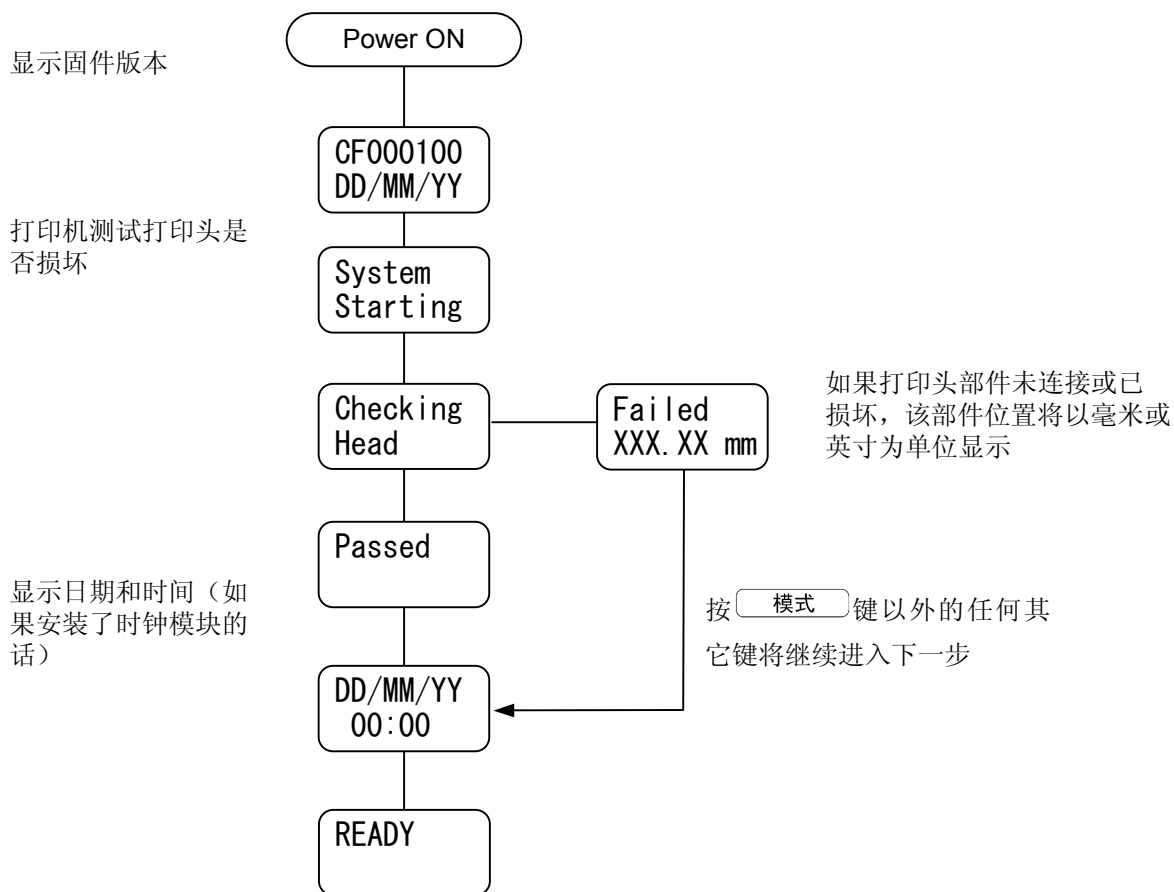 Power ON
显示固件版本
CF000100
DD/MM/YY
打印机测试打印头是
否损坏
System
Starting
Checking
Head
Failed
XXX.XX mm
如果打印头部件未连接或已
损坏，该部件位置将以毫米或
英寸为单位显示
Passed
显示日期和时间（如
果安装了时钟模块的
话）
按 模式 键以外的任何其
它键将继续进入下一步
DD/MM/YY
00:00
READY